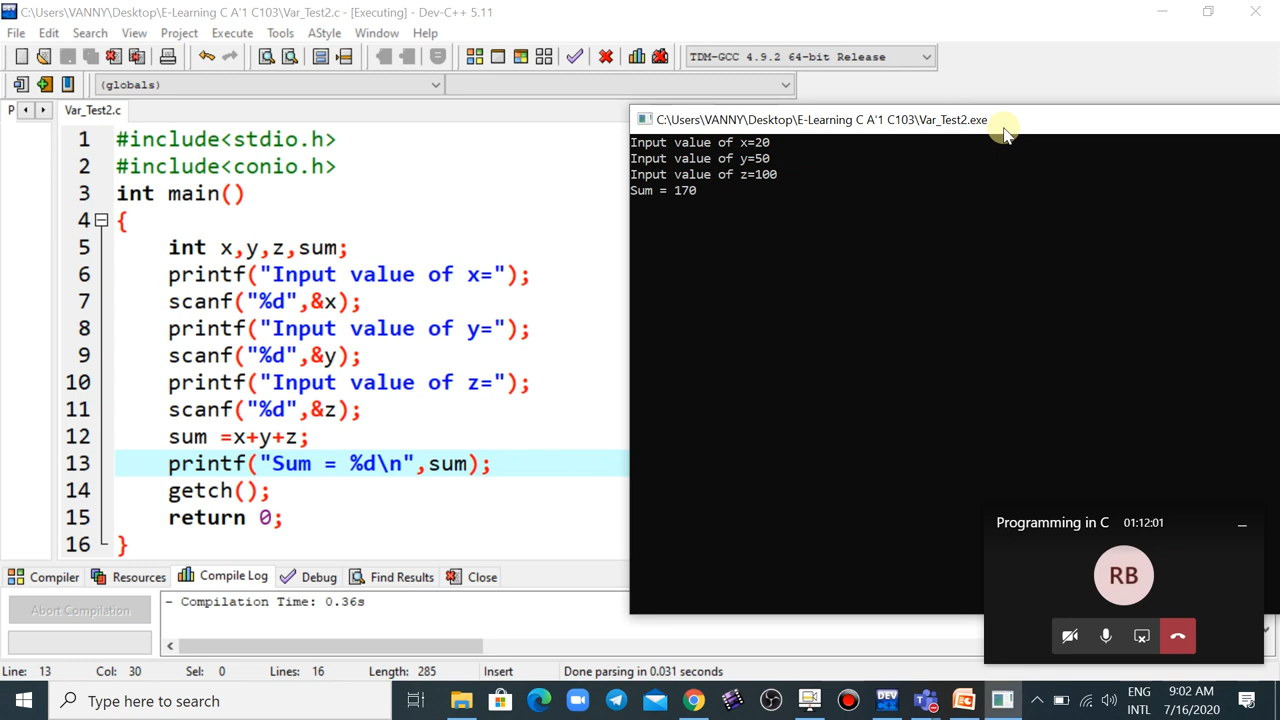 C:\Users\VANNY\Desktop\E-Learning C A'1 C103\Var_Test2.c - [Executing] - Dev-C++ 5.11
File Edit Search View Project Execute Tools AStyle Window Help
TDM-GCC 4.9.2 64-bit Release
(globals)
P Var_Test2.c
1 #include<stdio.h>
2 #include<conio.h>
3 int main()
4 {
5 int x,y,z,sum;
6 printf("Input value of x=");
7 scanf("%d",&x);
8 printf("Input value of y=");
9 scanf("%d",&y);
10 printf("Input value of z=");
11 scanf("%d",&z);
12 sum =x+y+z;
13 printf("Sum = %d\n",sum);
14 getch();
15 return 0;
16 }
C:\Users\VANNY\Desktop\E-Learning C A'1 C103\Var_Test2.exe
Input value of x=20
Input value of y=50
Input value of z=100
Sum = 170
Programming in C 01:12:01
RB
Compiler Resources Compile Log Debug Find Results Close
Abort Compilation
- Compilation Time: 0.36s
Line: 13 Col: 30 Sel: 0 Lines: 16 Length: 285 Insert Done parsing in 0.031 seconds
Type here to search
DEV
ENG
INTL
9:02 AM
7/16/2020